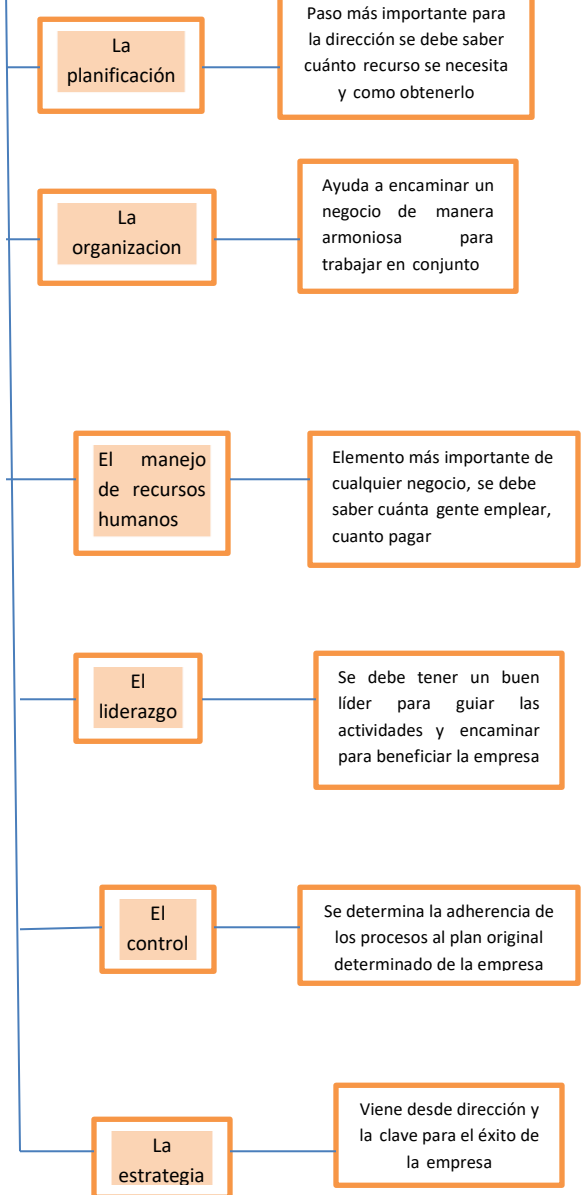 La
planificación
Paso más importante para
la dirección se debe saber
cuánto recurso se necesita
y como obtenerlo
La
organizacion
Ayuda a encaminar un
negocio de manera
armoniosa para
trabajar en conjunto
El manejo
de recursos
humanos
Elemento más importante de
cualquier negocio, se debe
saber cuánta gente emplear,
cuanto pagar
El
liderazgo
Se debe tener un buen
líder para guiar las
actividades y encaminar
para beneficiar la empresa
El
control
Se determina la adherencia de
los procesos al plan original
determinado de la empresa
La
estrategia
Viene desde dirección y
la clave para el éxito de
la empresa